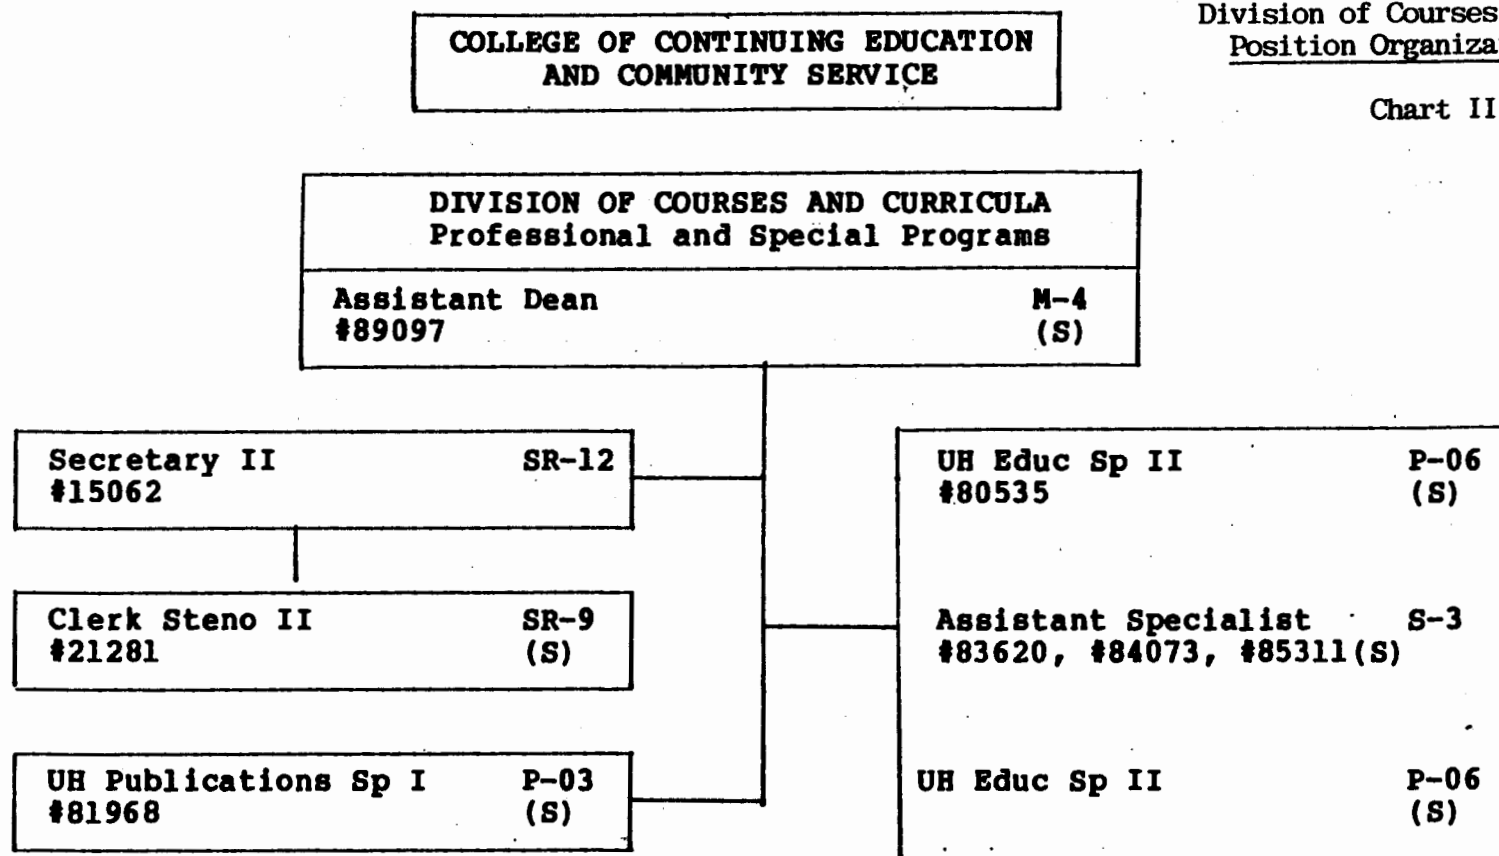 Division of Courses
Position Organiza
Chart II
COLLEGE OF CONTINUING EDUCATION
AND COMMUNITY SERVICE
DIVISION OF COURSES AND CURRICULA
Professional and Special Programs
Assistant Dean M-4
#89097 (S)
Secretary II SR-12
#15062
Clerk Steno II SR-9
#21281 (S)
UH Publications Sp I P-03
#81968 (S)
UH Educ Sp II P-06
#80535 (S)
Assistant Specialist S-3
#83620, #84073, #85311(S)
UH Educ Sp II P-06
(S)